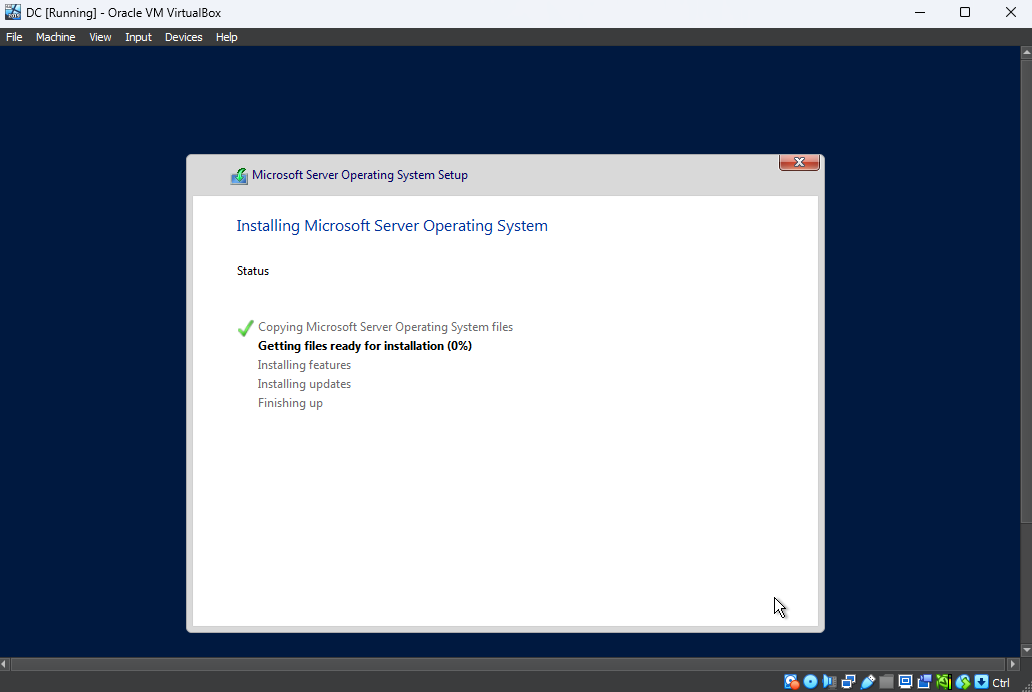 DC [Running] - Oracle VM VirtualBox
File Machine View Input Devices Help
Microsoft Server Operating System Setup
Installing Microsoft Server Operating System
Status
Copying Microsoft Server Operating System files
Getting files ready for installation (0%)
Installing features
Installing updates
Finishing up
Ctrl